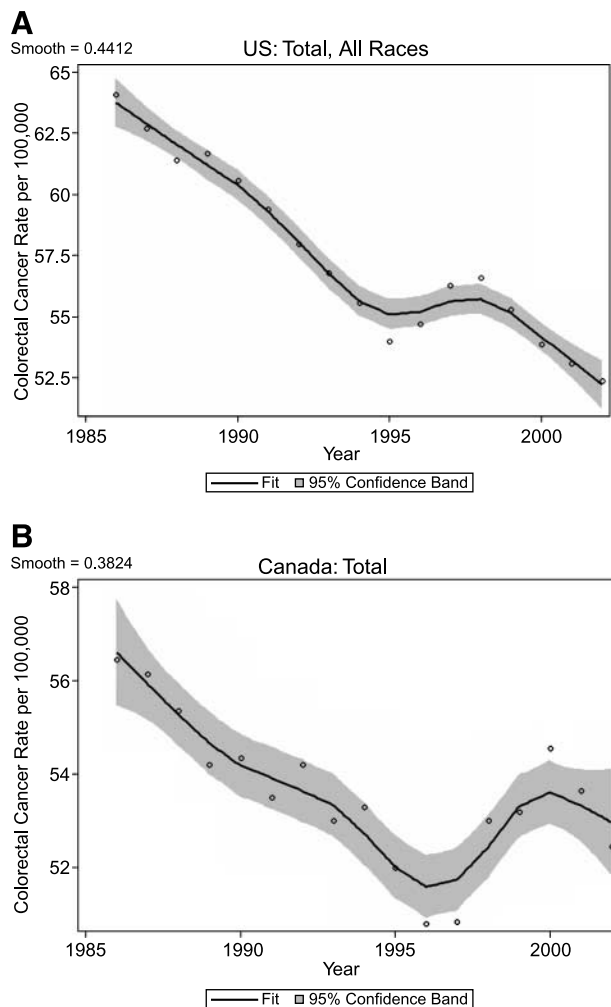 A
Smooth = 0.4412
US: Total, All Races
Colorectal Cancer Rate per 100,000
65
62.5
60
57.5
55
52.5
1985 1990 1995 2000
Year
Fit 95% Confidence Band
B
Smooth = 0.3824
Canada: Total
Colorectal Cancer Rate per 100,000
58
56
54
52
1985 1990 1995 2000
Year
Fit 95% Confidence Band